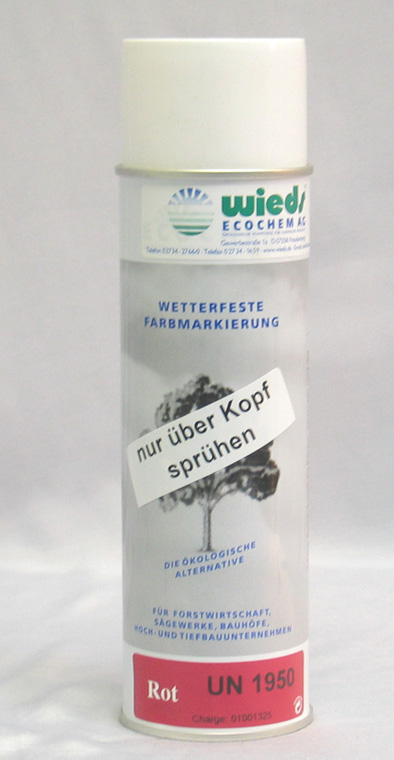 wieds
ECOCHEM AG
WETTERFESTE
FARBMARKIERUNG
nur über Kopf
sprühen
DIE ÖKOLOGISCHE
ALTERNATIVE
FÜR FORSTWIRTSCHAFT,
SÄGEWERKE, BAUHÖFE,
HOCH- UND TIEFBAUUNTERNEHMEN
Rot
UN 1950
Charge: 01001325